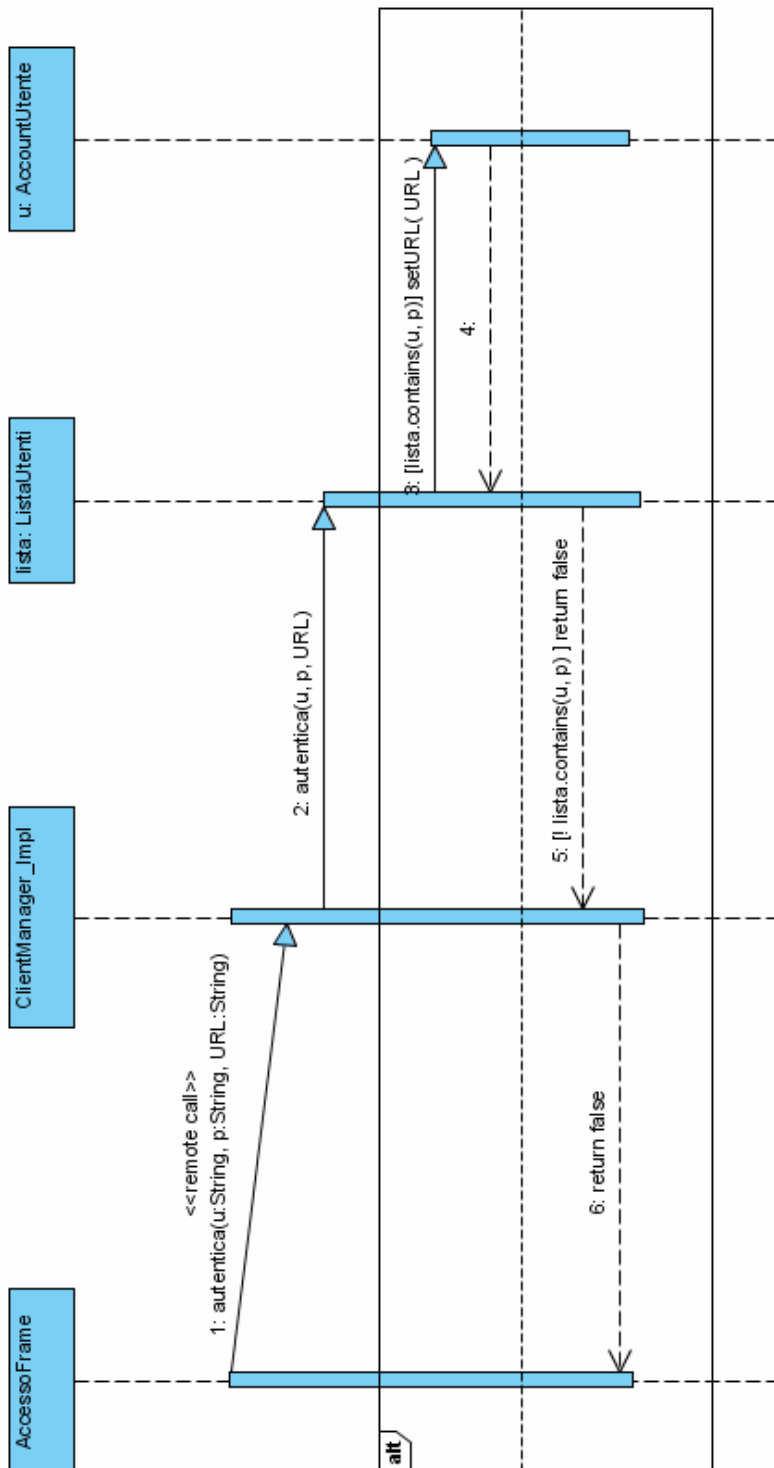 AccessoFrame
ClientManager_Impl
lista: ListaUtenti
u: AccountUtente
<<remote call>>
1: autentica(u:String, p:String, URL:String)
2: autentica(u, p, URL)
alt
3: [lista.contains(u, p)] setURL( URL )
4:
5: [! lista.contains(u, p) ] return false
6: return false